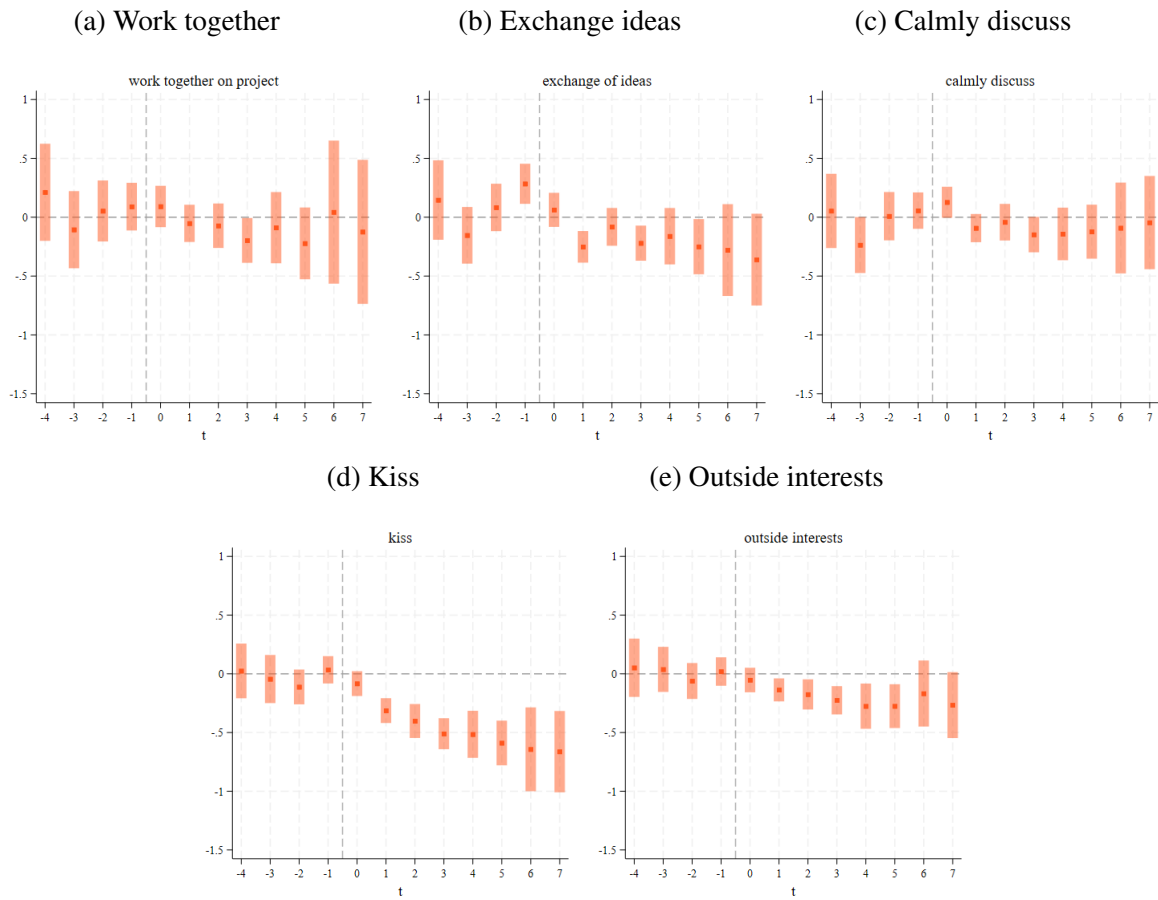 (a) Work together
(b) Exchange ideas
(c) Calmly discuss
work together on project
1
.5
0
-.5
-1
-1.5
-4 -3 -2 -1 0 1 2 3 4 5 6 7
t
exchange of ideas
1
.5
0
-.5
-1
-1.5
-4 -3 -2 -1 0 1 2 3 4 5 6 7
t
calmly discuss
1
.5
0
-.5
-1
-1.5
-4 -3 -2 -1 0 1 2 3 4 5 6 7
t
(d) Kiss
(e) Outside interests
kiss
1
.5
0
-.5
-1
-1.5
-4 -3 -2 -1 0 1 2 3 4 5 6 7
t
outside interests
1
.5
0
-.5
-1
-1.5
-4 -3 -2 -1 0 1 2 3 4 5 6 7
t